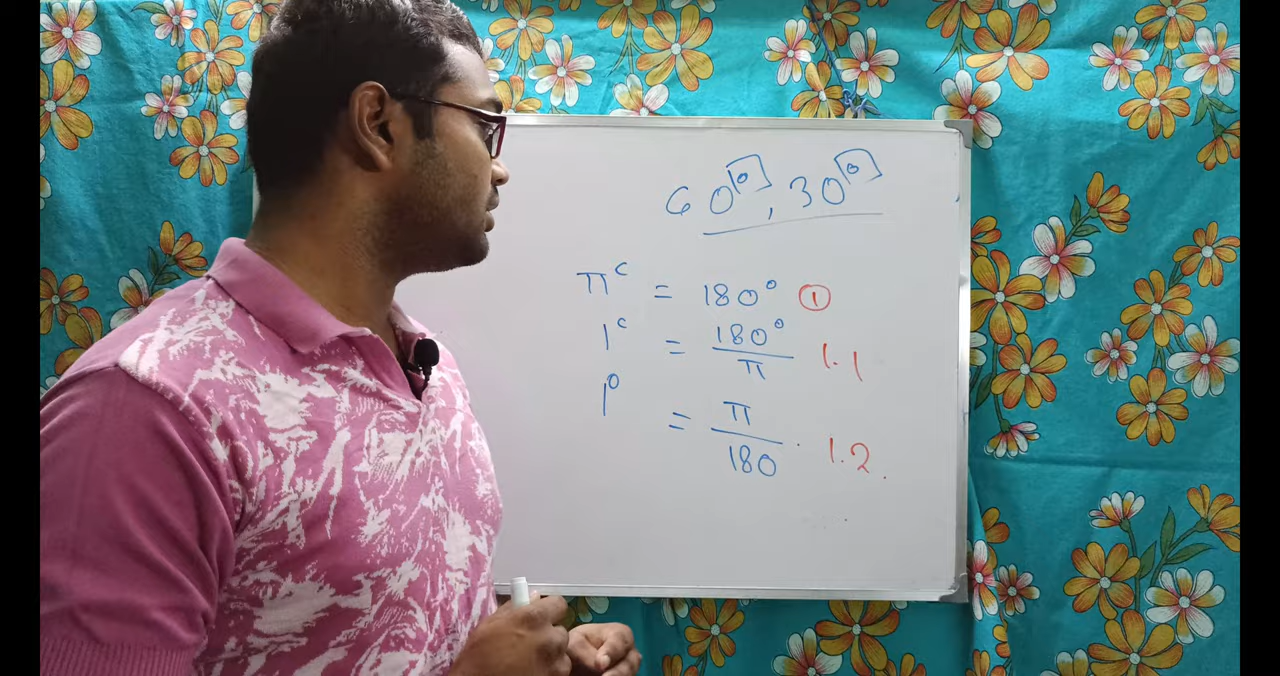 60°, 30°
π^c = 180° ①
1^c = 180°/π 1.1
1° = π/180 . 1.2